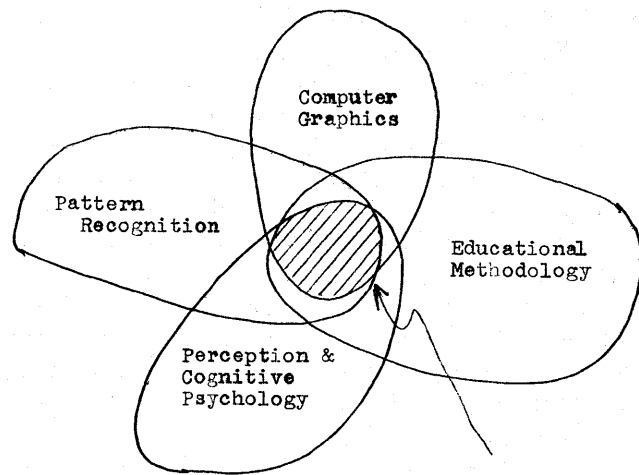 Computer
Graphics
Pattern
Recognition
Educational
Methodology
Perception &
Cognitive
Psychology